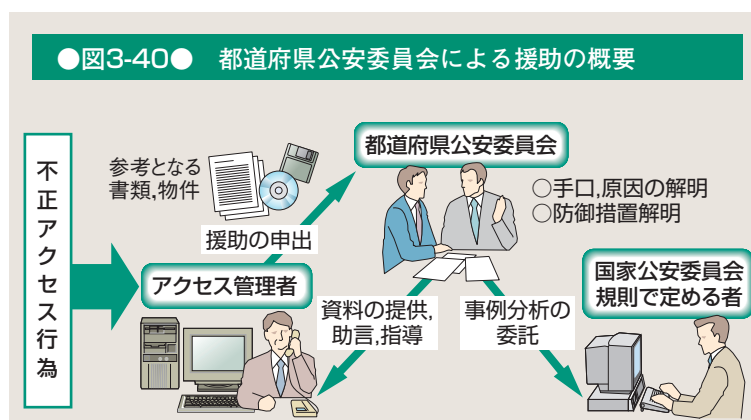 ●図3-40● 都道府県公安委員会による援助の概要
不正アクセス行為
参考となる
書類,物件
援助の申出
都道府県公安委員会
○手口,原因の解明
○防御措置解明
アクセス管理者
資料の提供,
助言,指導
事例分析の
委託
国家公安委員会
規則で定める者